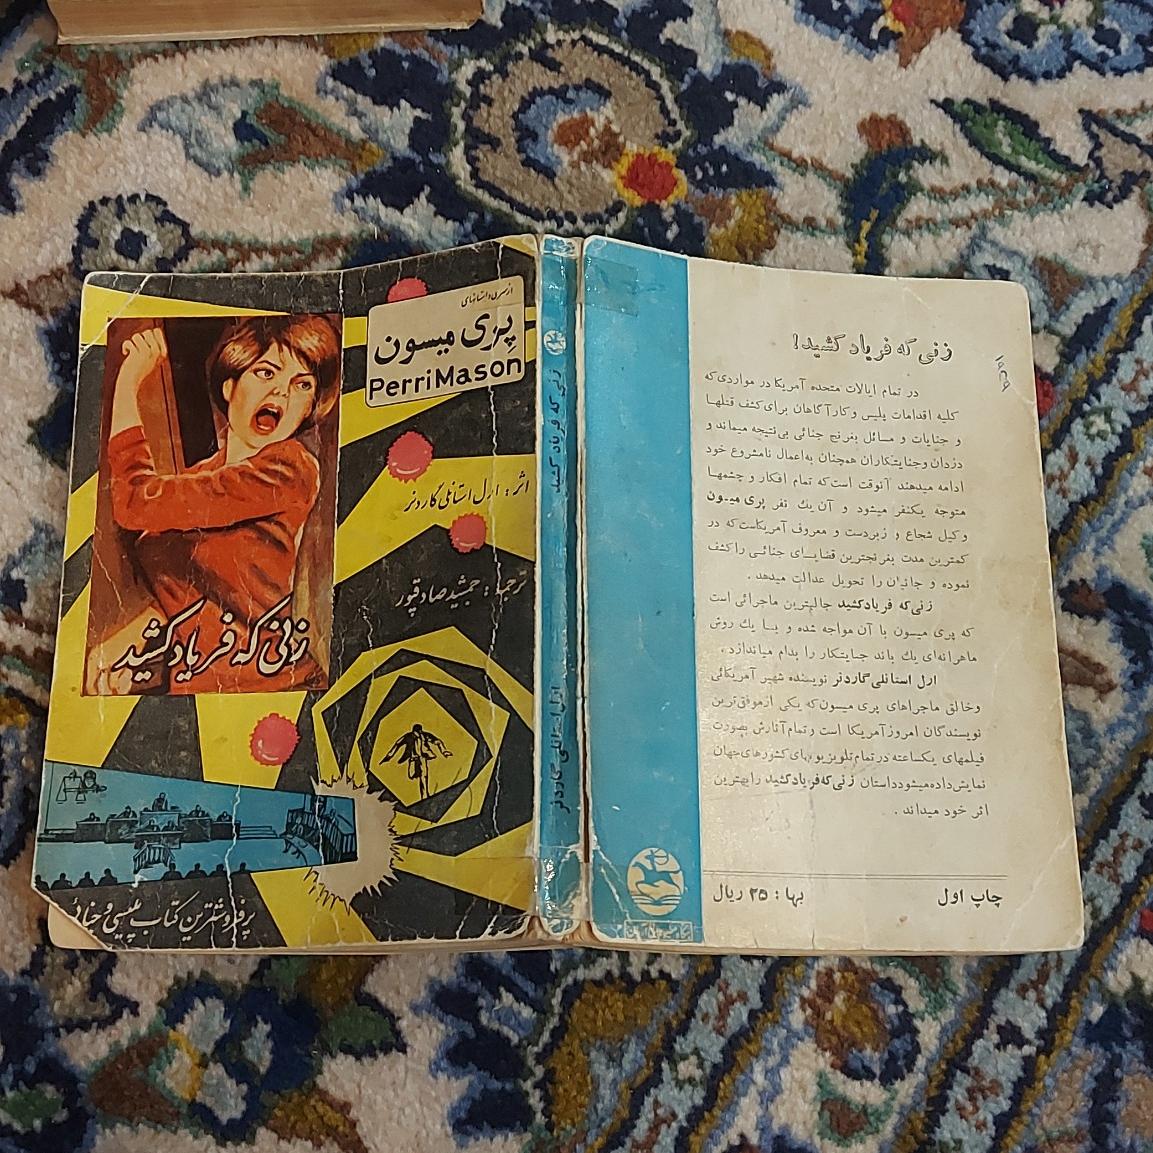 از سری داستانهای
پری میسون
Perri Mason
اثر: ارل استانلی گاردنر
ترجمه: جمشید صادقپور
زنی که فریاد کشید
پرفروشترین کتاب پلیسی و جنائی
زنی که فریاد کشید
ارل استانلی گاردنر
زنی که فریاد کشید!
در تمام ایالات متحده آمریکا در مواردی که
کلیه اقدامات پلیس و کارآگاهان برای کشف قتلها
و جنایات و مسائل بغرنج جنائی بی‌نتیجه میماند و
دزدان و جنایتکاران همچنان به اعمال نامشروع خود
ادامه میدهند آنوقت است که تمام افکار و چشمها
متوجه یکنفر میشود و آن یک نفر پری میسون
وکیل شجاع و زبردست و معروف آمریکاست که در
کمترین مدت بغرنجترین قضایای جنائی را کشف
نموده و جانیان را تحویل عدالت میدهد.
زنی که فریاد کشید جالبترین ماجرائی است
که پری میسون با آن مواجه شده و با یک روش
ماهرانه‌ای یک باند جنایتکار را بدام میاندازد.
ارل استانلی گاردنر نویسنده شهیر آمریکائی
و خالق ماجراهای پری میسون که یکی از موفق‌ترین
نویسندگان امروز آمریکا است و تمام آثارش بصورت
فیلمهای یکساعته در تمام تلویزیونهای کشورهای جهان
نمایش داده میشود داستان زنی که فریاد کشید را بهترین
اثر خود میداند.
چاپ اول
بها: ۲۵ ریال